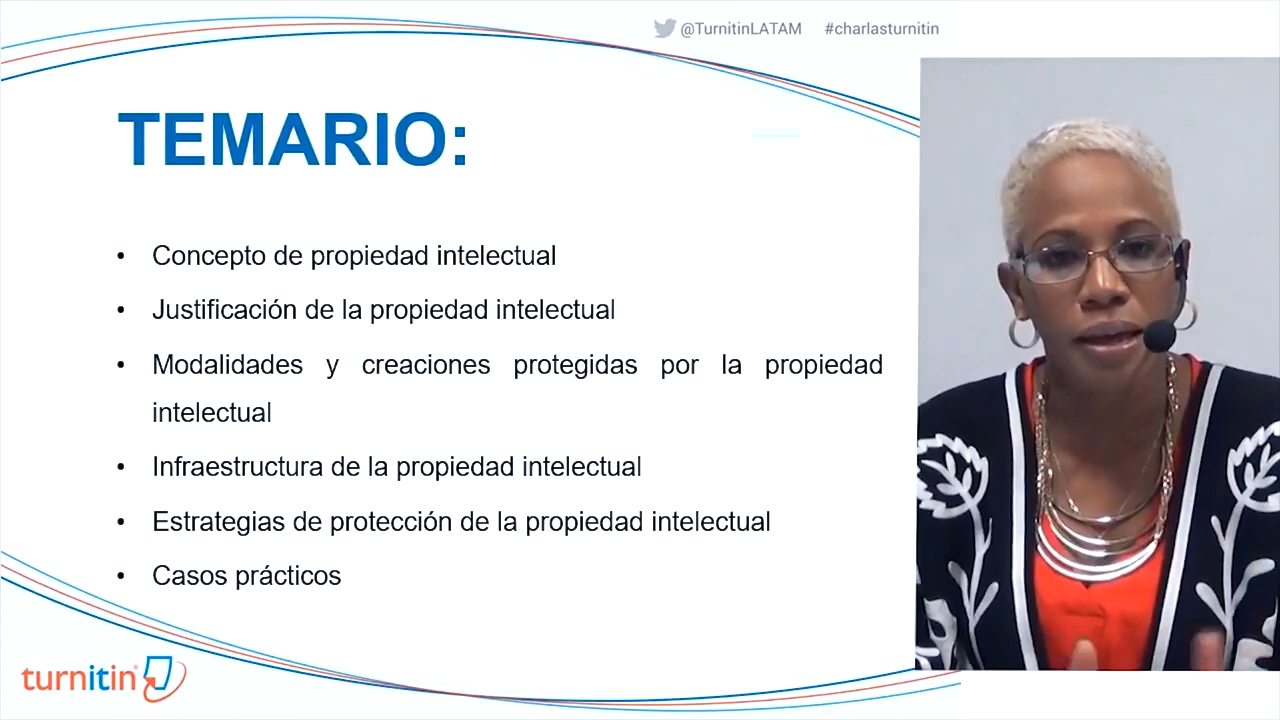 @TurnitinLATAM #charlasturnitin
TEMARIO:
• Concepto de propiedad intelectual
• Justificación de la propiedad intelectual
• Modalidades y creaciones protegidas por la propiedad
intelectual
• Infraestructura de la propiedad intelectual
• Estrategias de protección de la propiedad intelectual
• Casos prácticos
turnitin